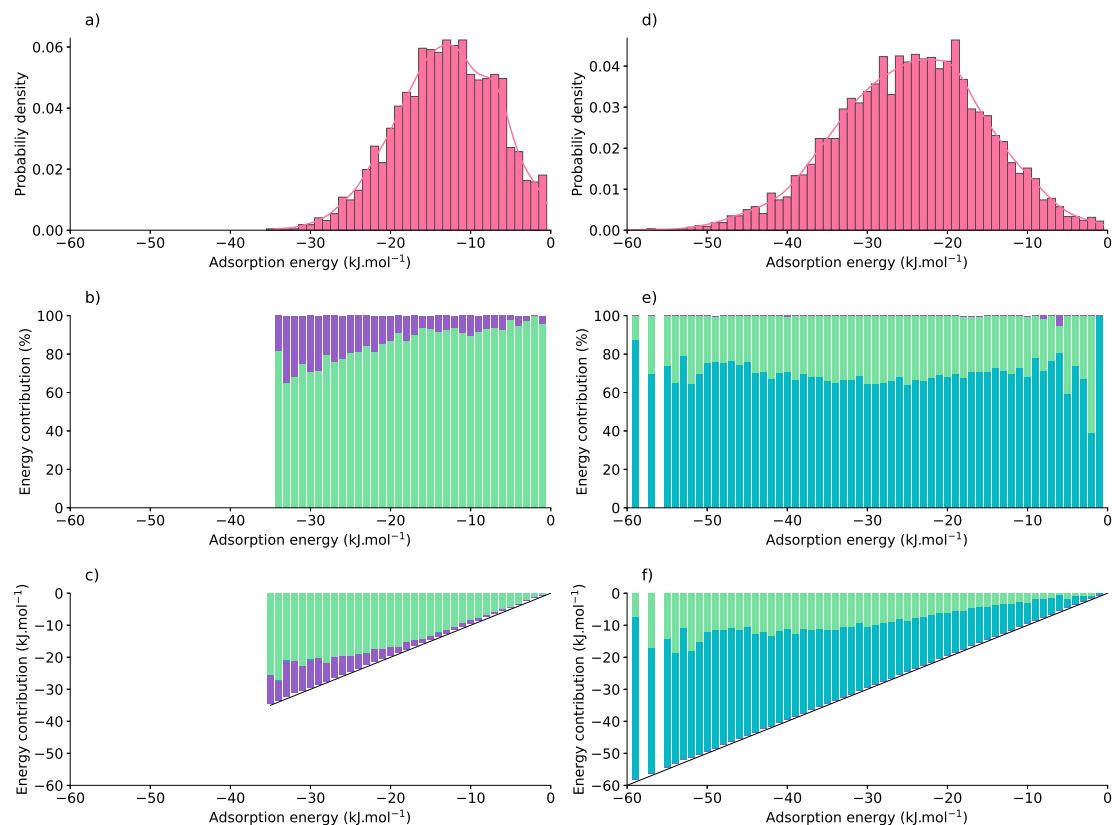 a)
Probabiliy density
0.06
0.04
0.02
0.00
−60 −50 −40 −30 −20 −10 0
Adsorption energy (kJ.mol⁻¹)
d)
Probabiliy density
0.04
0.03
0.02
0.01
0.00
−60 −50 −40 −30 −20 −10 0
Adsorption energy (kJ.mol⁻¹)
b)
Energy contribution (%)
100
80
60
40
20
0
−60 −50 −40 −30 −20 −10 0
Adsorption energy (kJ.mol⁻¹)
e)
Energy contribution (%)
100
80
60
40
20
0
−60 −50 −40 −30 −20 −10 0
Adsorption energy (kJ.mol⁻¹)
c)
Energy contribution (kJ.mol⁻¹)
0
−10
−20
−30
−40
−50
−60
−60 −50 −40 −30 −20 −10 0
Adsorption energy (kJ.mol⁻¹)
f)
Energy contribution (kJ.mol⁻¹)
0
−10
−20
−30
−40
−50
−60
−60 −50 −40 −30 −20 −10 0
Adsorption energy (kJ.mol⁻¹)